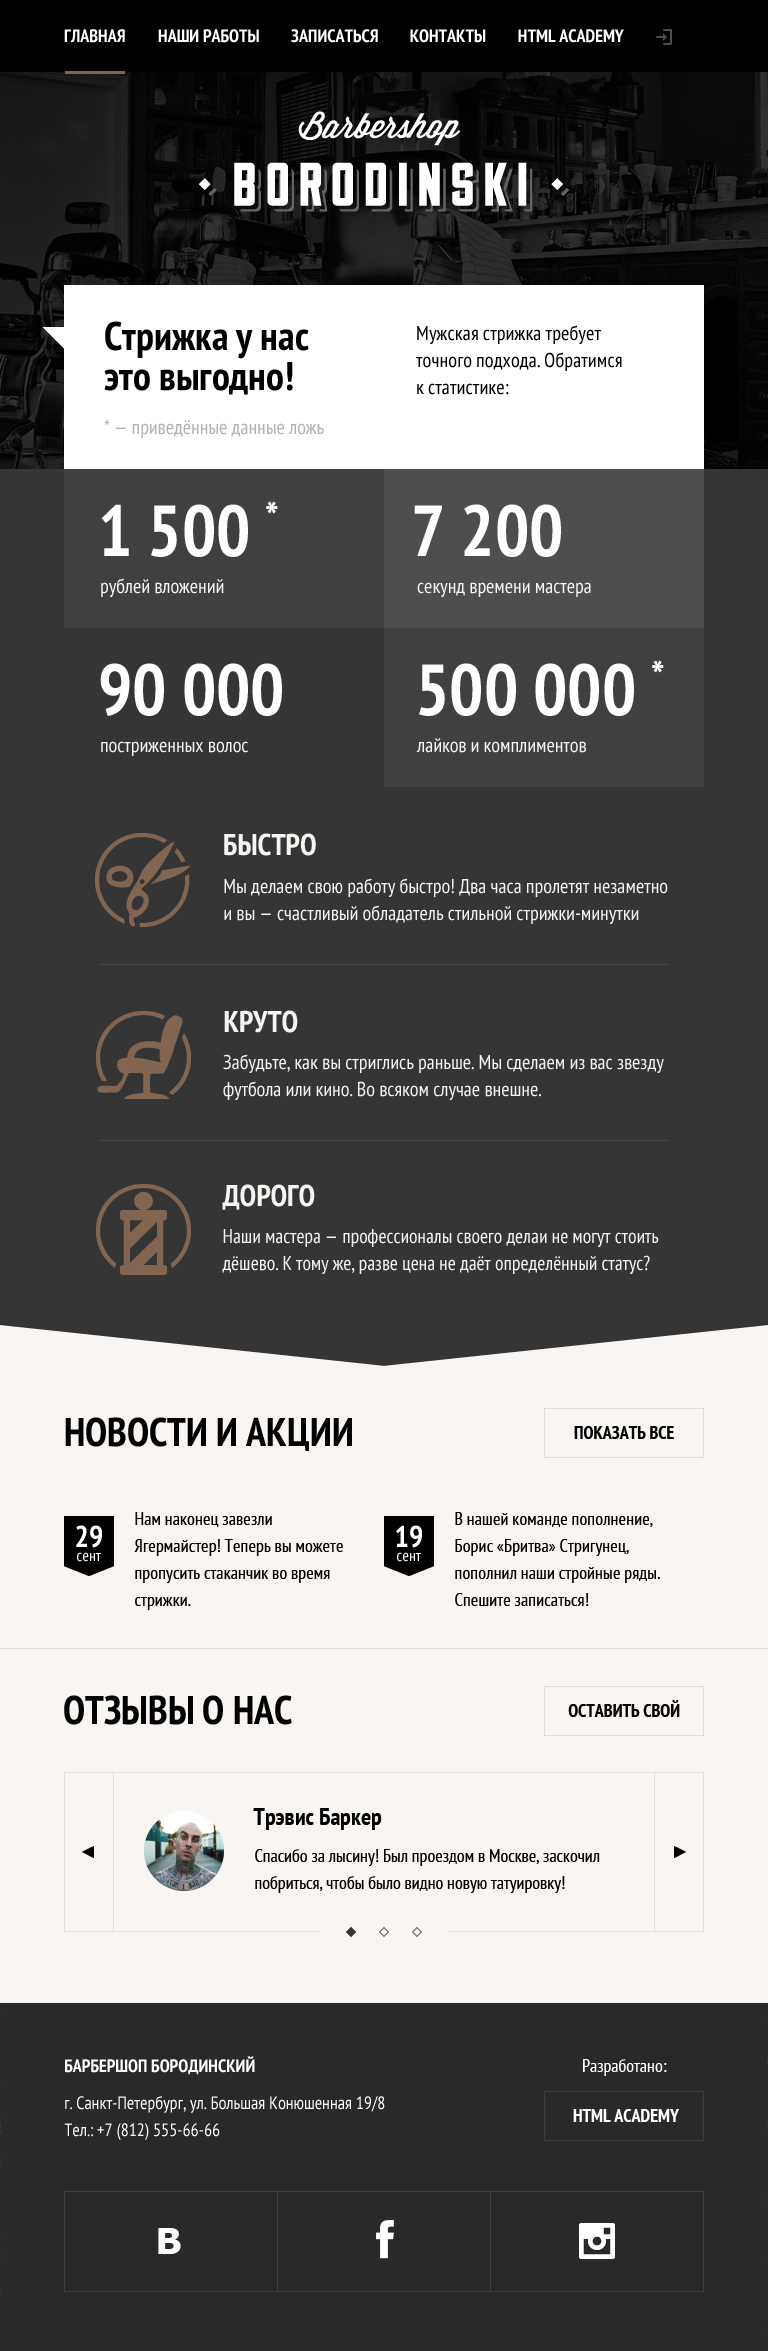 ГЛАВНАЯ НАШИ РАБОТЫ ЗАПИСАТЬСЯ КОНТАКТЫ HTML ACADEMY
Barbershop
BORODINSKI
Стрижка у нас
это выгодно!
* — приведённые данные ложь
Мужская стрижка требует
точного подхода. Обратимся
к статистике:
1 500 *
рублей вложений
7 200
секунд времени мастера
90 000
постриженных волос
500 000 *
лайков и комплиментов
БЫСТРО
Мы делаем свою работу быстро! Два часа пролетят незаметно
и вы — счастливый обладатель стильной стрижки-минутки
КРУТО
Забудьте, как вы стриглись раньше. Мы сделаем из вас звезду
футбола или кино. Во всяком случае внешне.
ДОРОГО
Наши мастера — профессионалы своего делаи не могут стоить
дёшево. К тому же, разве цена не даёт определённый статус?
НОВОСТИ И АКЦИИ
ПОКАЗАТЬ ВСЕ
29
сент
Нам наконец завезли
Ягермайстер! Теперь вы можете
пропустить стаканчик во время
стрижки.
19
сент
В нашей команде пополнение,
Борис «Бритва» Стригунец,
пополнил наши стройные ряды.
Спешите записаться!
ОТЗЫВЫ О НАС
ОСТАВИТЬ СВОЙ
Трэвис Баркер
Спасибо за лысину! Был проездом в Москве, заскочил
побриться, чтобы было видно новую татуировку!
БАРБЕРШОП БОРОДИНСКИЙ
г. Санкт-Петербург, ул. Большая Конюшенная 19/8
Тел.: +7 (812) 555-66-66
Разработано:
HTML ACADEMY
В f